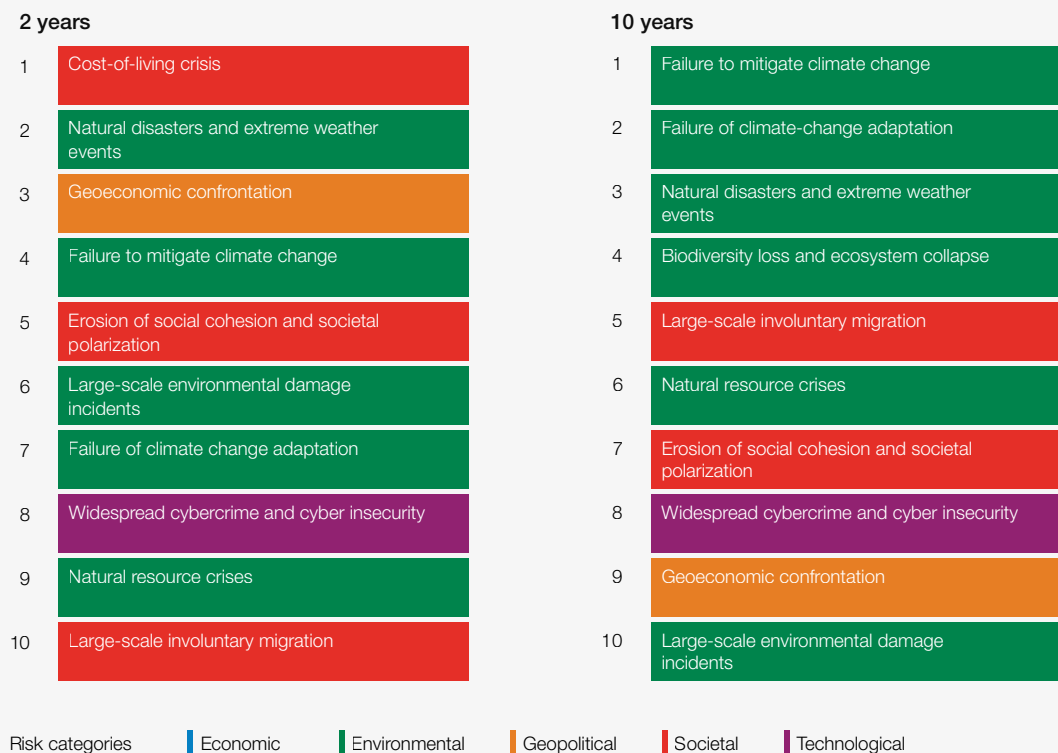 2 years
1
Cost-of-living crisis
2
Natural disasters and extreme weather
events
3
Geoeconomic confrontation
4
Failure to mitigate climate change
5
Erosion of social cohesion and societal
polarization
6
Large-scale environmental damage
incidents
7
Failure of climate change adaptation
8
Widespread cybercrime and cyber insecurity
9
Natural resource crises
10
Large-scale involuntary migration
10 years
1
Failure to mitigate climate change
2
Failure of climate-change adaptation
3
Natural disasters and extreme weather
events
4
Biodiversity loss and ecosystem collapse
5
Large-scale involuntary migration
6
Natural resource crises
7
Erosion of social cohesion and societal
polarization
8
Widespread cybercrime and cyber insecurity
9
Geoeconomic confrontation
10
Large-scale environmental damage
incidents
Risk categories
Economic
Environmental
Geopolitical
Societal
Technological